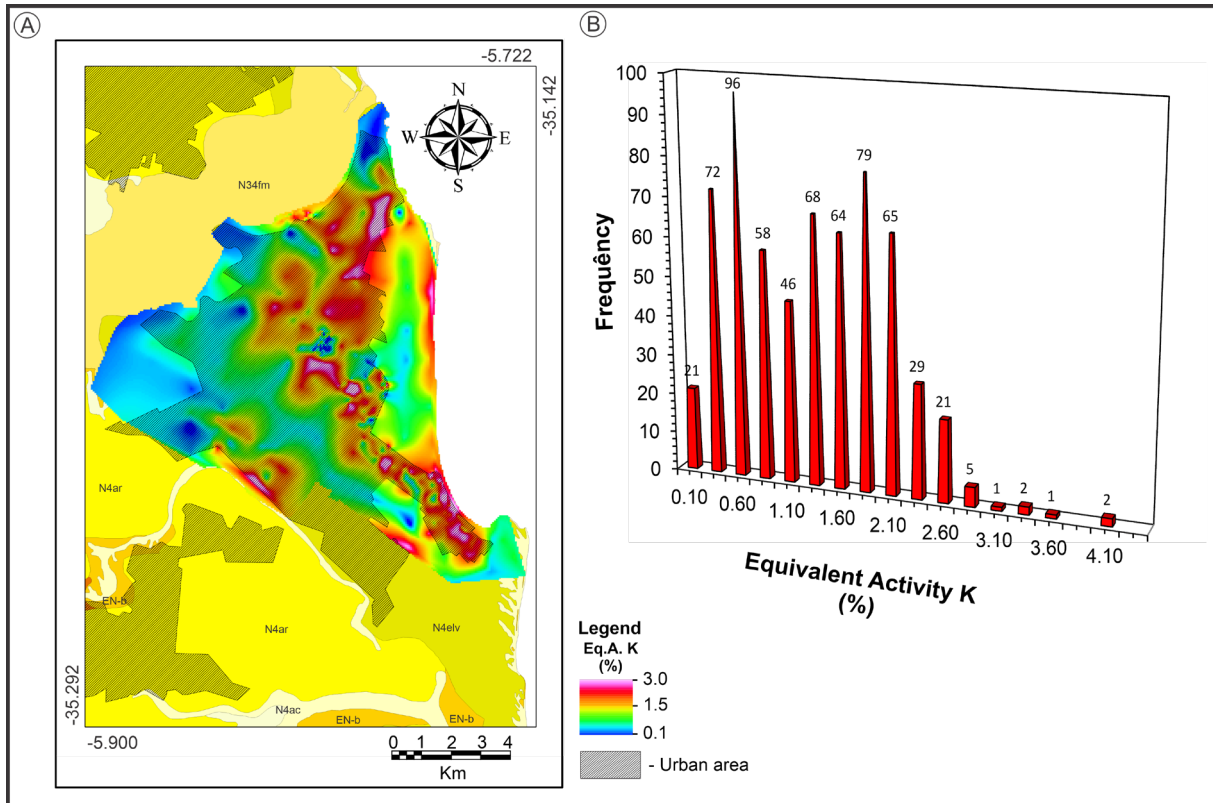 A
-5.722
-35.142
N
W E
S
N34fm
N4ar
EN-b
N4ar
N4elv
N4ac
EN-b
EN-b
-35.292
-5.900
0 1 2 3 4
Km
B
Frequêncy
100
90
80
70
60
50
40
30
20
10
0
21
72
96
58
46
68
64
79
65
29
21
5
1
2
1
2
0.10 0.60 1.10 1.60 2.10 2.60 3.10 3.60 4.10
Equivalent Activity K
(%)
Legend
Eq.A. K
(%)
3.0
1.5
0.1
- Urban area